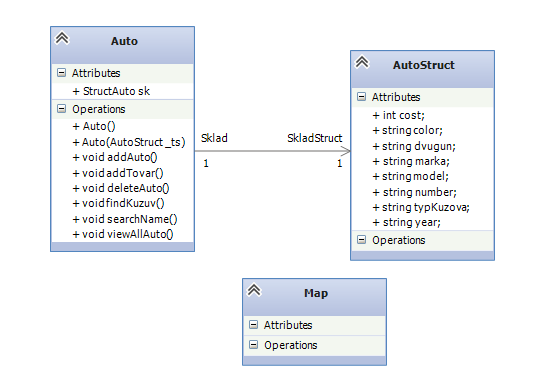 Auto
Attributes
+ StructAuto sk
Operations
+ Auto()
+ Auto(AutoStruct _ts)
+ void addAuto()
+ void addTovar()
+ void deleteAuto()
+ void findKuzuv()
+ void searchName()
+ void viewAllAuto()
Sklad
SkladStruct
1
1
AutoStruct
Attributes
+ int cost;
+ string color;
+ string dvugun;
+ string marka;
+ string model;
+ string number;
+ string typKuzova;
+ string year;
Operations
Map
Attributes
Operations